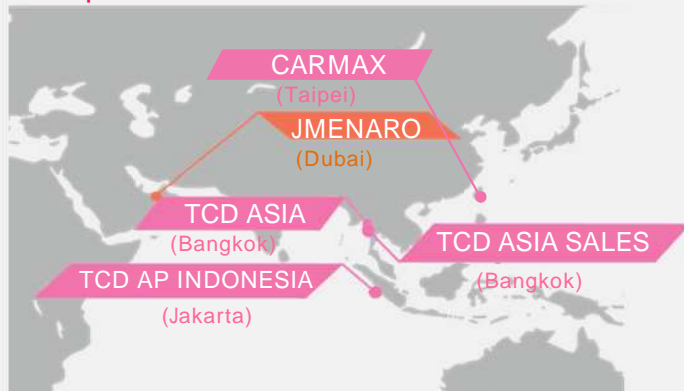 CARMAX
(Taipei)
JMENARO
(Dubai)
TCD ASIA
(Bangkok)
TCD ASIA SALES
(Bangkok)
TCD AP INDONESIA
(Jakarta)